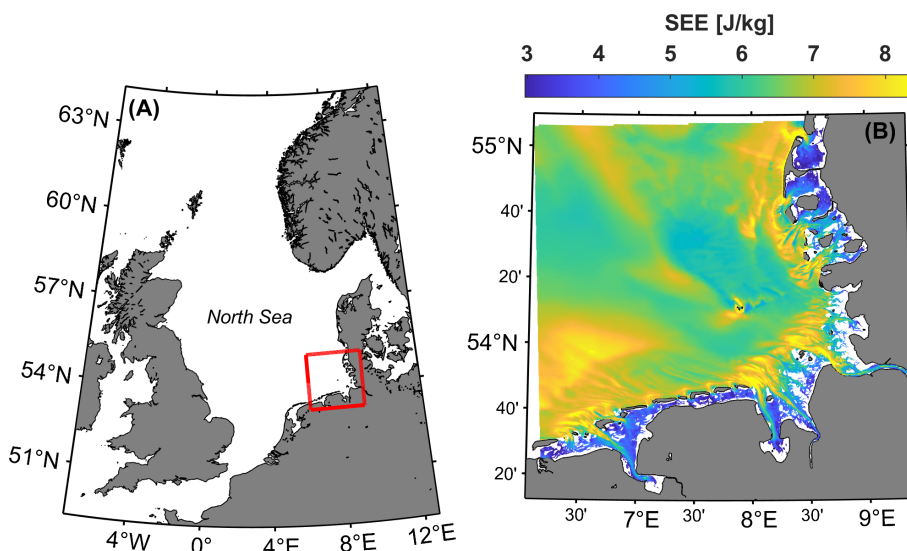 SEE [J/kg]
3 4 5 6 7 8
(A)
63°N
60°N
57°N
54°N
51°N
North Sea
4°W 0° 4°E 8°E 12°E
(B)
55°N
40'
20'
54°N
40'
20'
30' 7°E 30' 8°E 30' 9°E